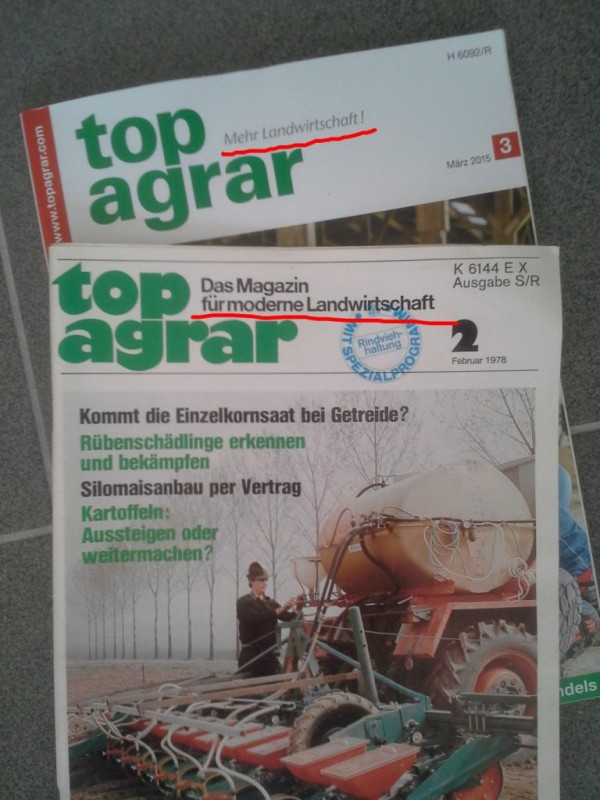 H 6092/R
www.topagrar.com
top
agrar
Mehr Landwirtschaft!
März 2015 3
top
agrar
Das Magazin
für moderne Landwirtschaft
K 6144 E X
Ausgabe S/R
2
Februar 1978
MIT SPEZIALPROGRAMM
Rindvieh-
haltung
Kommt die Einzelkornsaat bei Getreide?
Rübenschädlinge erkennen
und bekämpfen
Silomaisanbau per Vertrag
Kartoffeln:
Aussteigen oder
weitermachen?
ndels